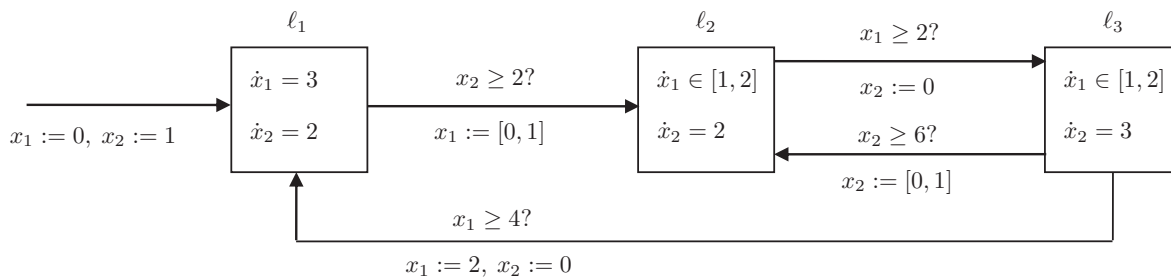 ℓ₁
ℓ₂
ℓ₃
ẋ₁ = 3
ẋ₂ = 2
x₁ := 0, x₂ := 1
x₂ ≥ 2?
x₁ := [0, 1]
ẋ₁ ∈ [1, 2]
ẋ₂ = 2
x₁ ≥ 2?
x₂ := 0
x₂ ≥ 6?
x₂ := [0, 1]
ẋ₁ ∈ [1, 2]
ẋ₂ = 3
x₁ ≥ 4?
x₁ := 2, x₂ := 0